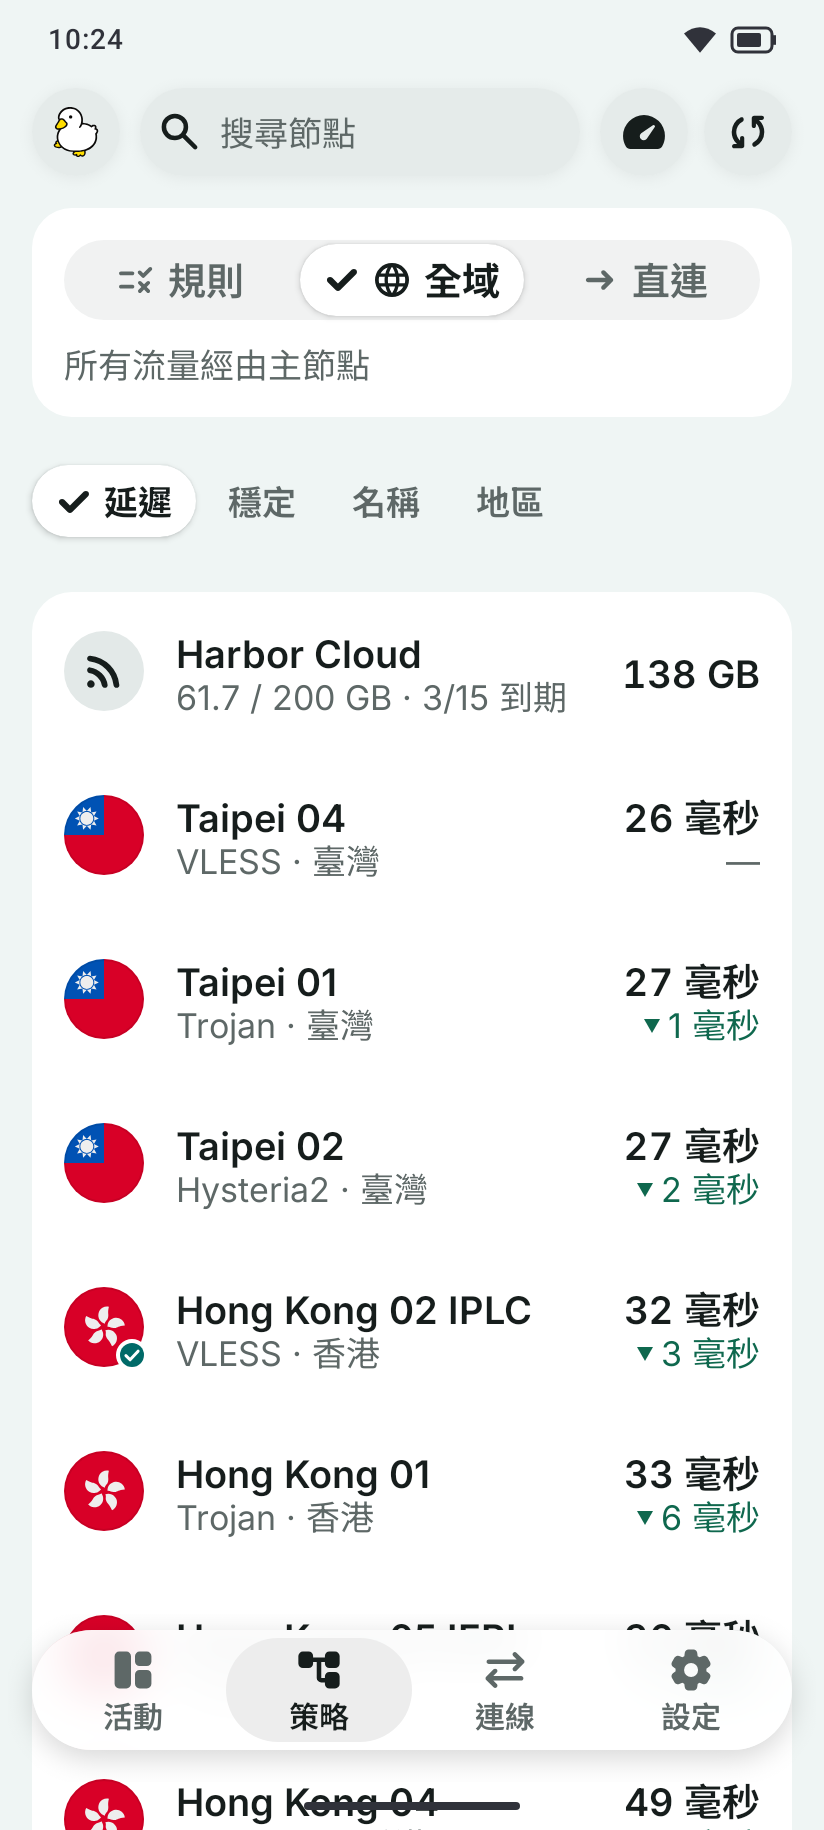 10:24
搜尋節點
規則
全域
直連
所有流量經由主節點
延遲
穩定
名稱
地區
Harbor Cloud
138 GB
61.7 / 200 GB · 3/15 到期
Taipei 04
26 毫秒
VLESS · 臺灣
—
Taipei 01
27 毫秒
Trojan · 臺灣
▼1 毫秒
Taipei 02
27 毫秒
Hysteria2 · 臺灣
▼2 毫秒
Hong Kong 02 IPLC
32 毫秒
VLESS · 香港
▼3 毫秒
Hong Kong 01
33 毫秒
Trojan · 香港
▼6 毫秒
活動
策略
連線
設定
Hong Kong 04
49 毫秒